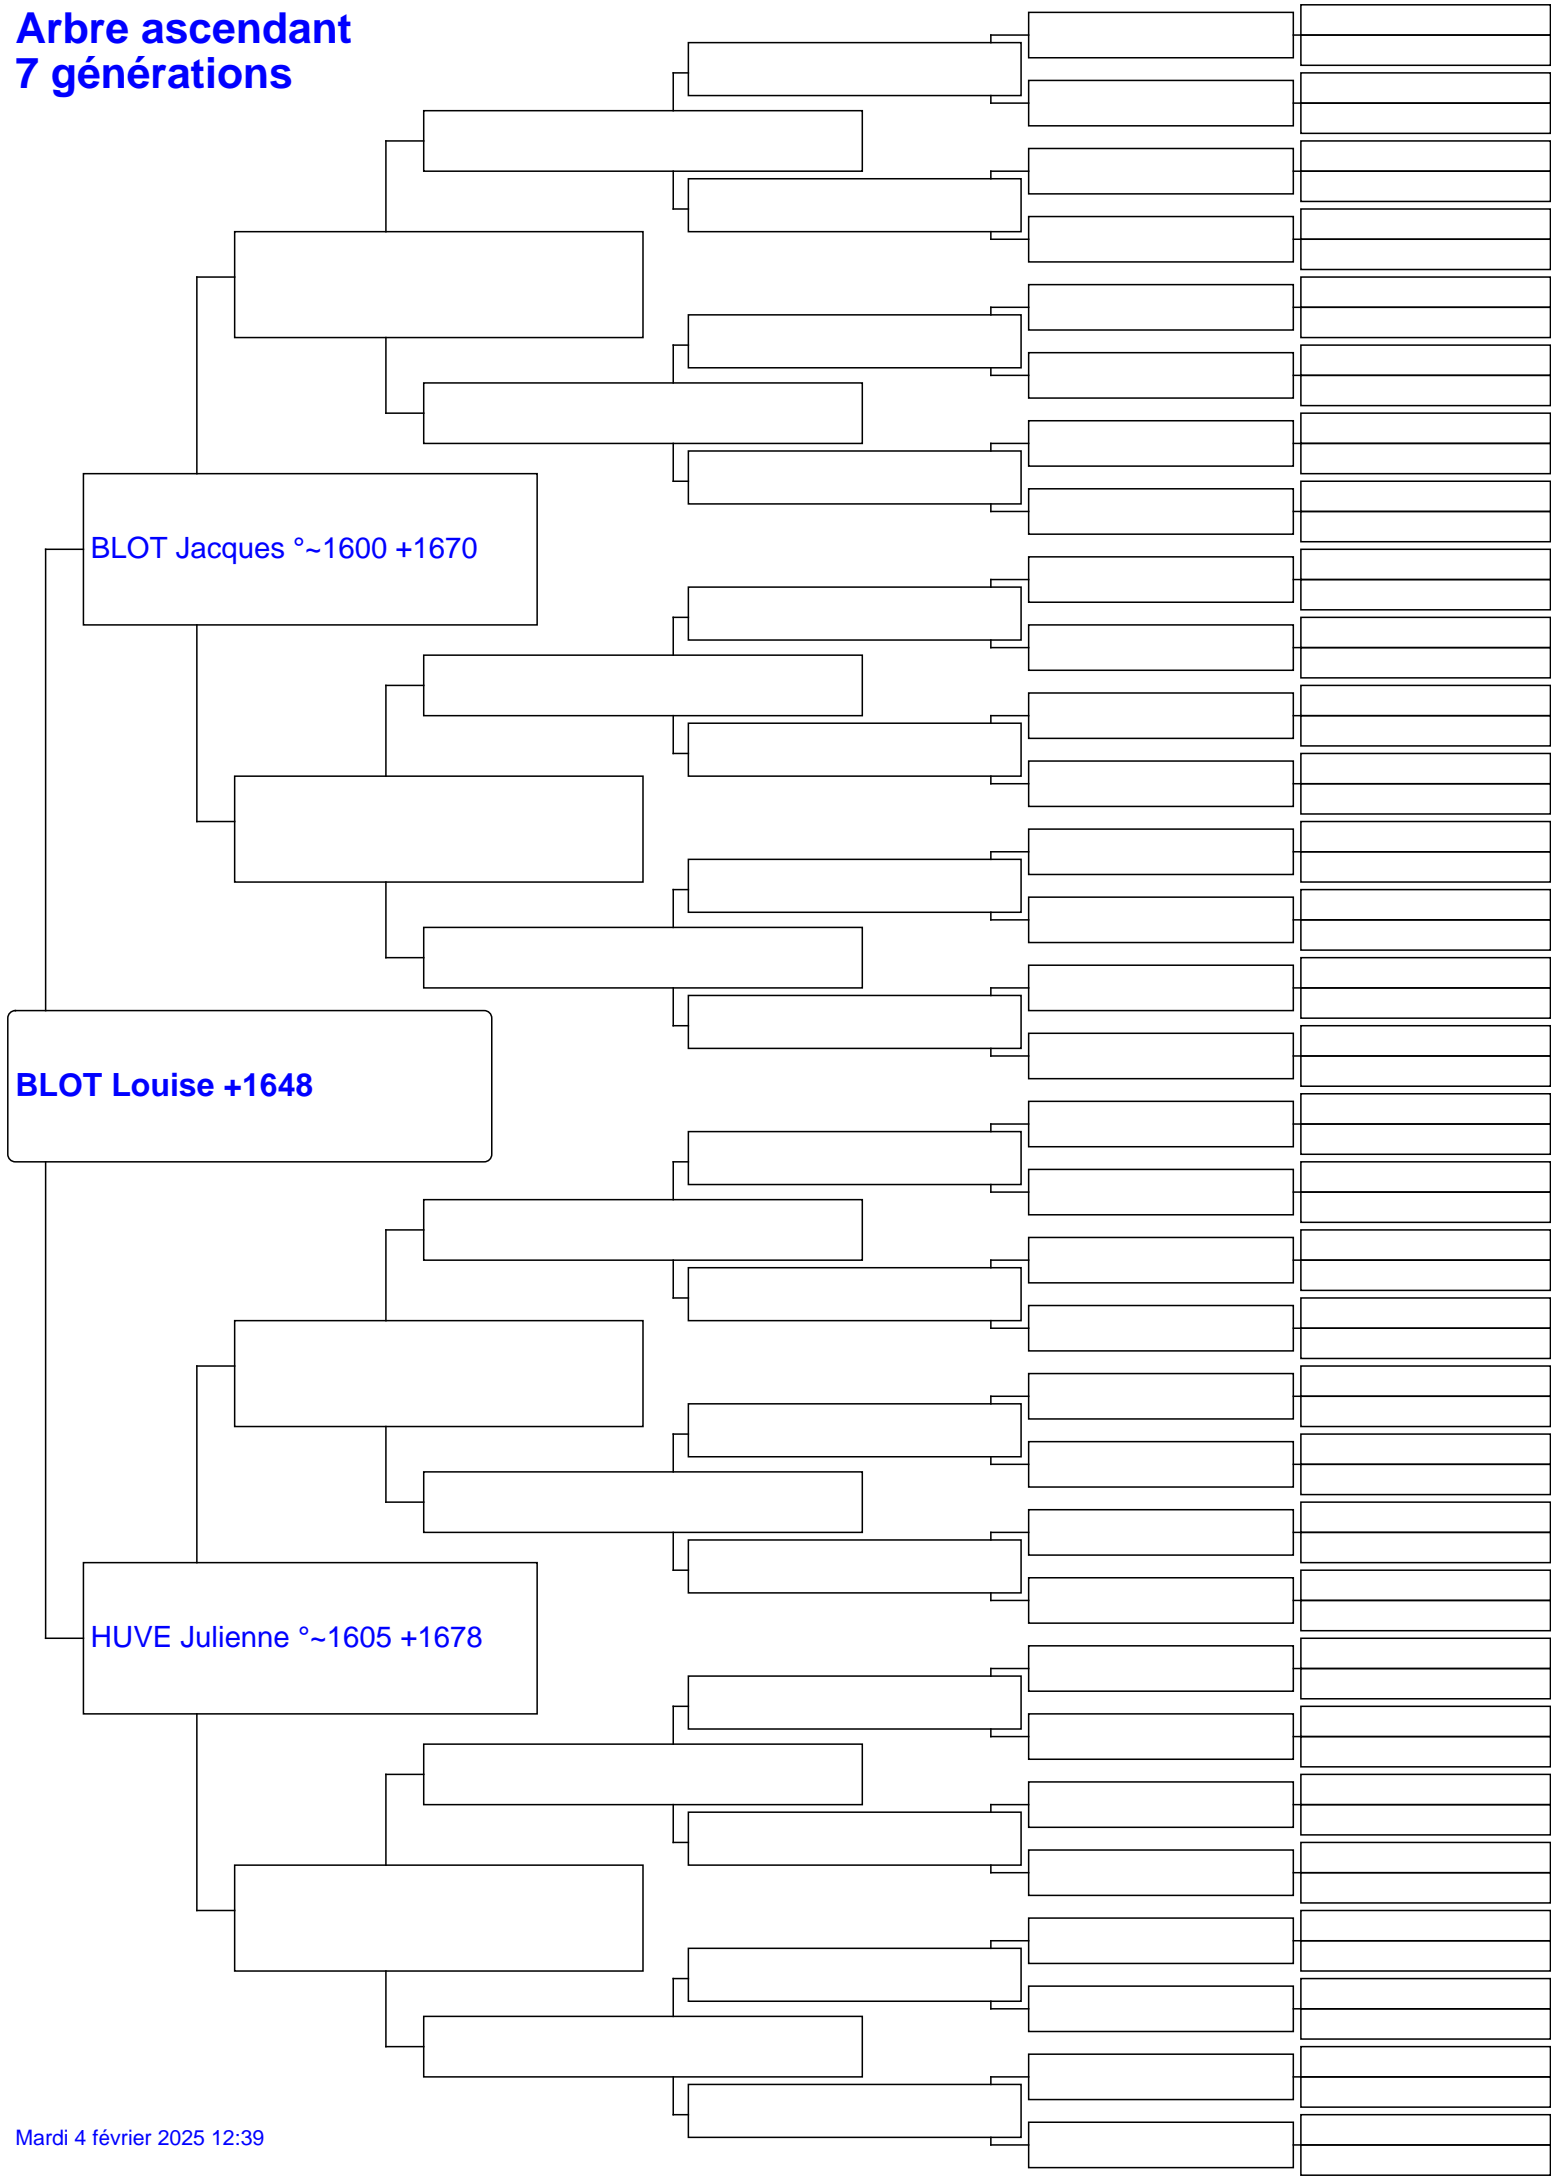 Arbre ascendant
7 générations
BLOT Jacques °~1600 +1670
BLOT Louise +1648
HUVE Julienne °~1605 +1678
Mardi 4 février 2025 12:39